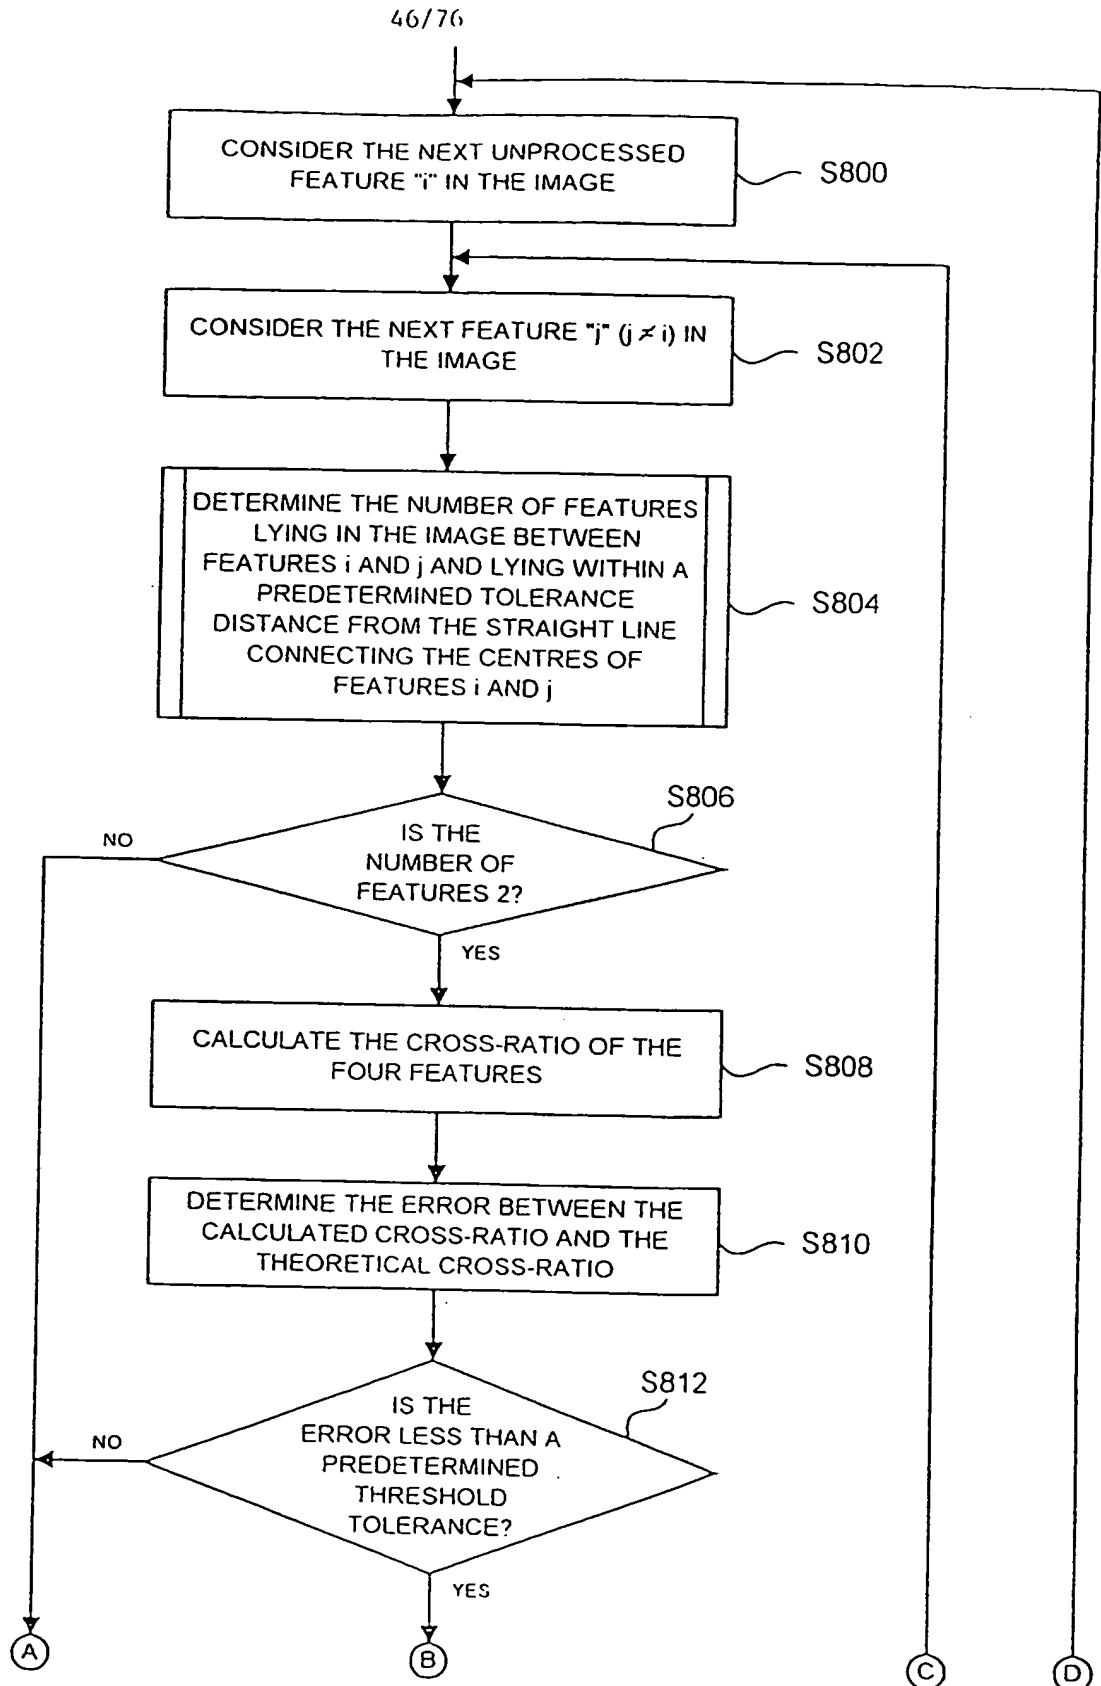 46/76
CONSIDER THE NEXT UNPROCESSED
FEATURE "i" IN THE IMAGE
S800
CONSIDER THE NEXT FEATURE "j" (j ≠ i) IN
THE IMAGE
S802
DETERMINE THE NUMBER OF FEATURES
LYING IN THE IMAGE BETWEEN
FEATURES i AND j AND LYING WITHIN A
PREDETERMINED TOLERANCE
DISTANCE FROM THE STRAIGHT LINE
CONNECTING THE CENTRES OF
FEATURES i AND j
S804
S806
NO
IS THE
NUMBER OF
FEATURES 2?
YES
CALCULATE THE CROSS-RATIO OF THE
FOUR FEATURES
S808
DETERMINE THE ERROR BETWEEN THE
CALCULATED CROSS-RATIO AND THE
THEORETICAL CROSS-RATIO
S810
S812
NO
IS THE
ERROR LESS THAN A
PREDETERMINED
THRESHOLD
TOLERANCE?
YES
A
B
C
D